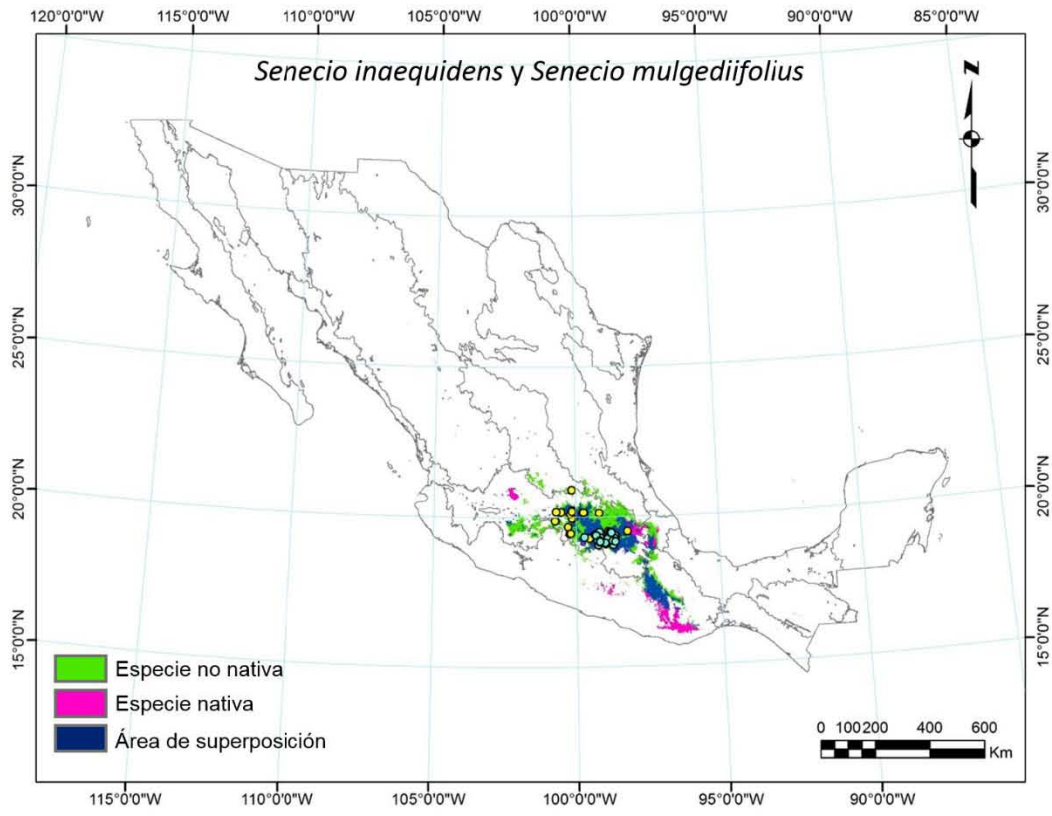 120°0'0"W 115°0'0"W 110°0'0"W 105°0'0"W 100°0'0"W 95°0'0"W 90°0'0"W 85°0'0"W
Senecio inaequidens y Senecio mulgediifolius
N
30°0'0"N 30°0'0"N
25°0'0"N 25°0'0"N
20°0'0"N 20°0'0"N
15°0'0"N 15°0'0"N
Especie no nativa
Especie nativa
Área de superposición
0 100 200 400 600
Km
115°0'0"W 110°0'0"W 105°0'0"W 100°0'0"W 95°0'0"W 90°0'0"W